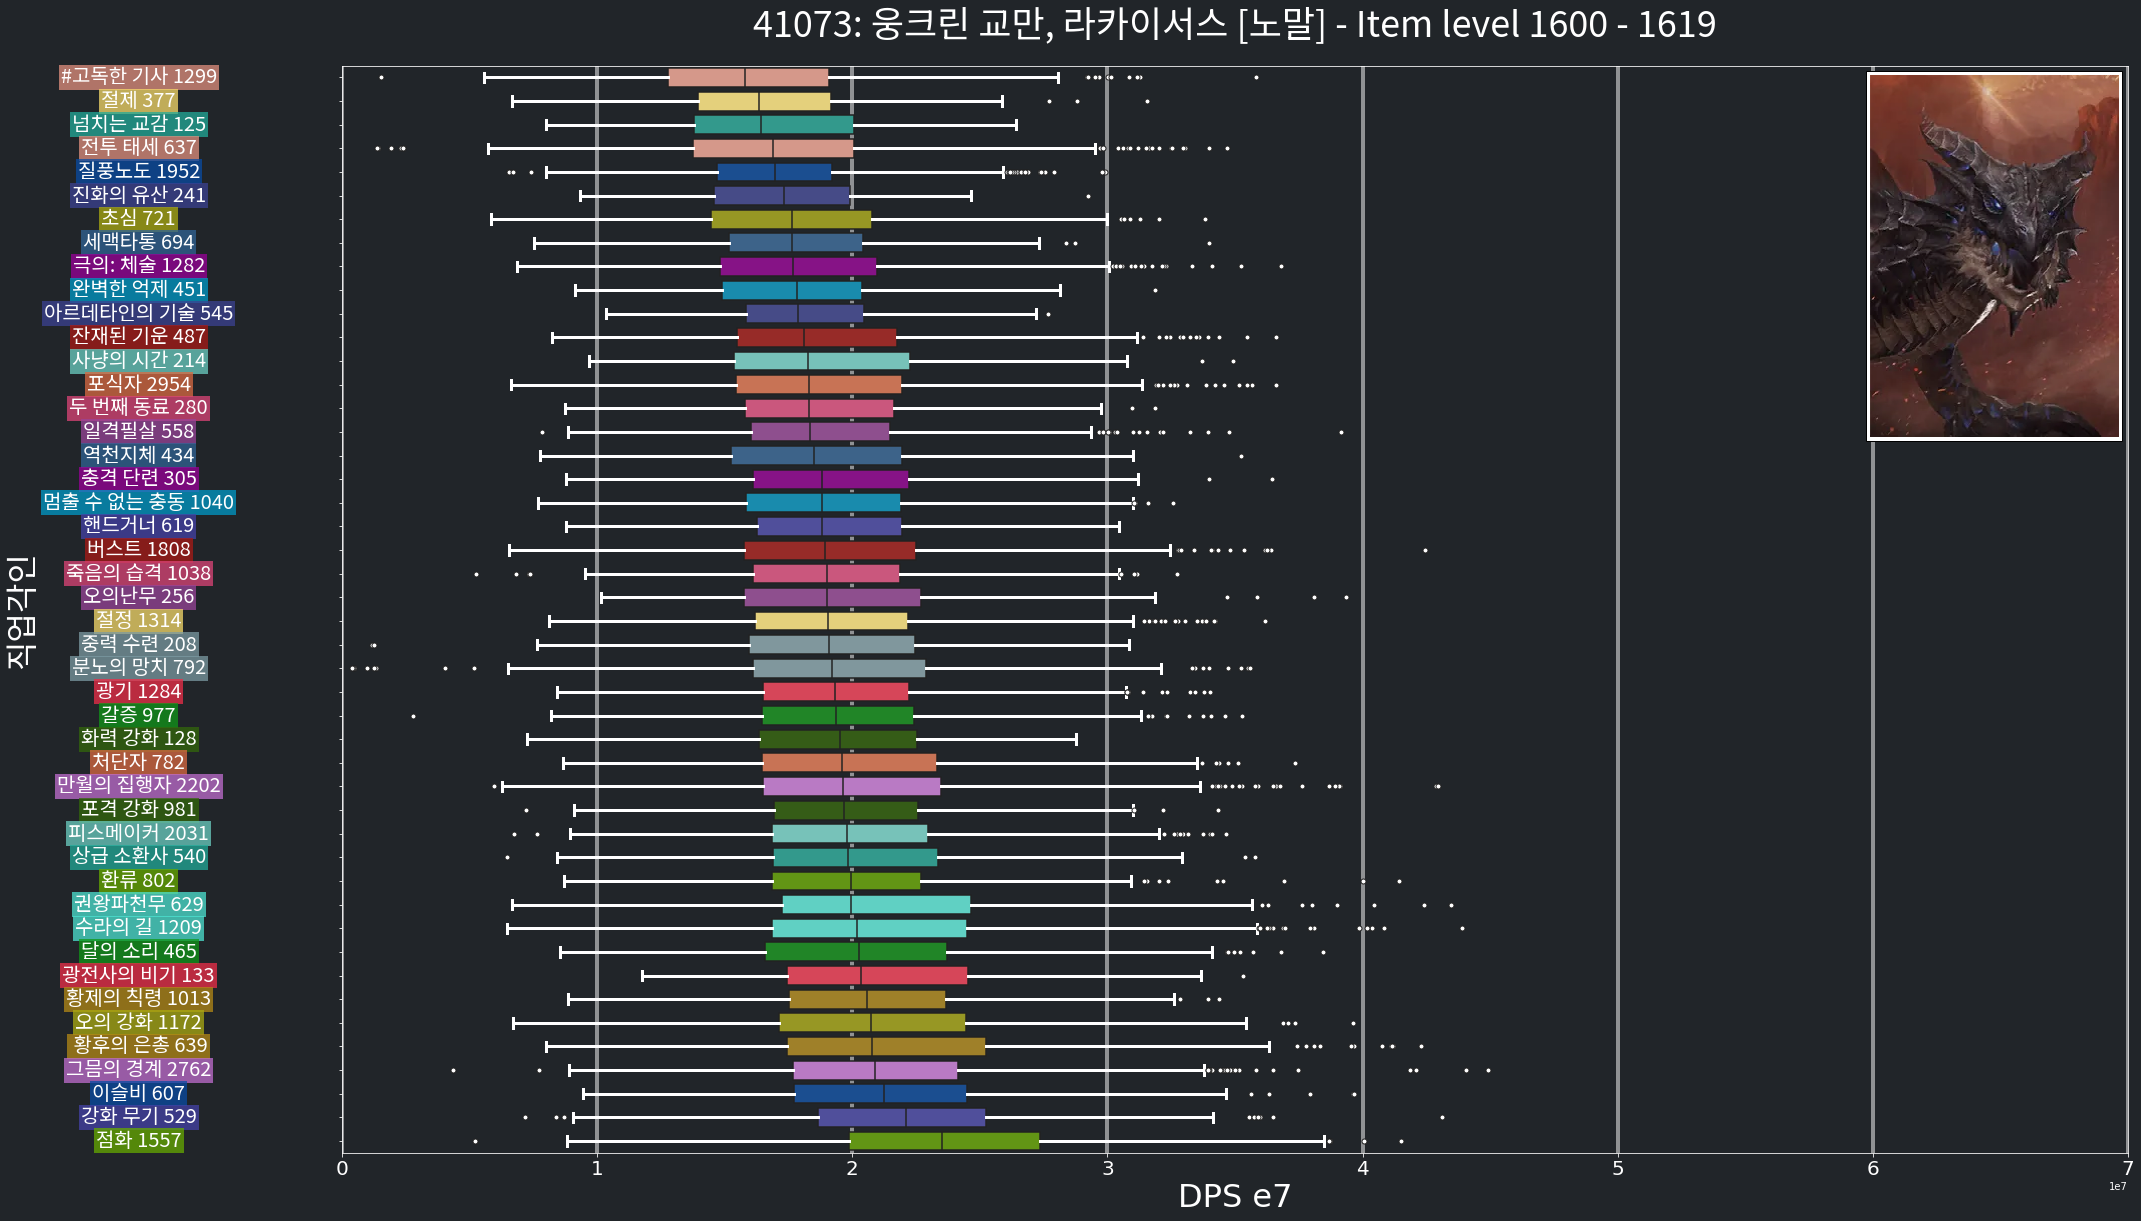 41073: 웅크린 교만, 라카이서스 [노말] - Item level 1600 - 1619
#고독한 기사 1299
절제 377
넘치는 교감 125
전투 태세 637
질풍노도 1952
진화의 유산 241
초심 721
세맥타통 694
극의: 체술 1282
완벽한 억제 451
아르데타인의 기술 545
잔재된 기운 487
사냥의 시간 214
포식자 2954
두 번째 동료 280
일격필살 558
역천지체 434
충격 단련 305
멈출 수 없는 충동 1040
핸드거너 619
버스트 1808
죽음의 습격 1038
오의난무 256
절정 1314
중력 수련 208
분노의 망치 792
광기 1284
갈증 977
화력 강화 128
처단자 782
만월의 집행자 2202
포격 강화 981
피스메이커 2031
상급 소환사 540
환류 802
권왕파천무 629
수라의 길 1209
달의 소리 465
광전사의 비기 133
황제의 칙령 1013
오의 강화 1172
황후의 은총 639
그믐의 경계 2762
이슬비 607
강화 무기 529
점화 1557
직업각인
0 1 2 3 4 5 6 7
DPS e7
1e7